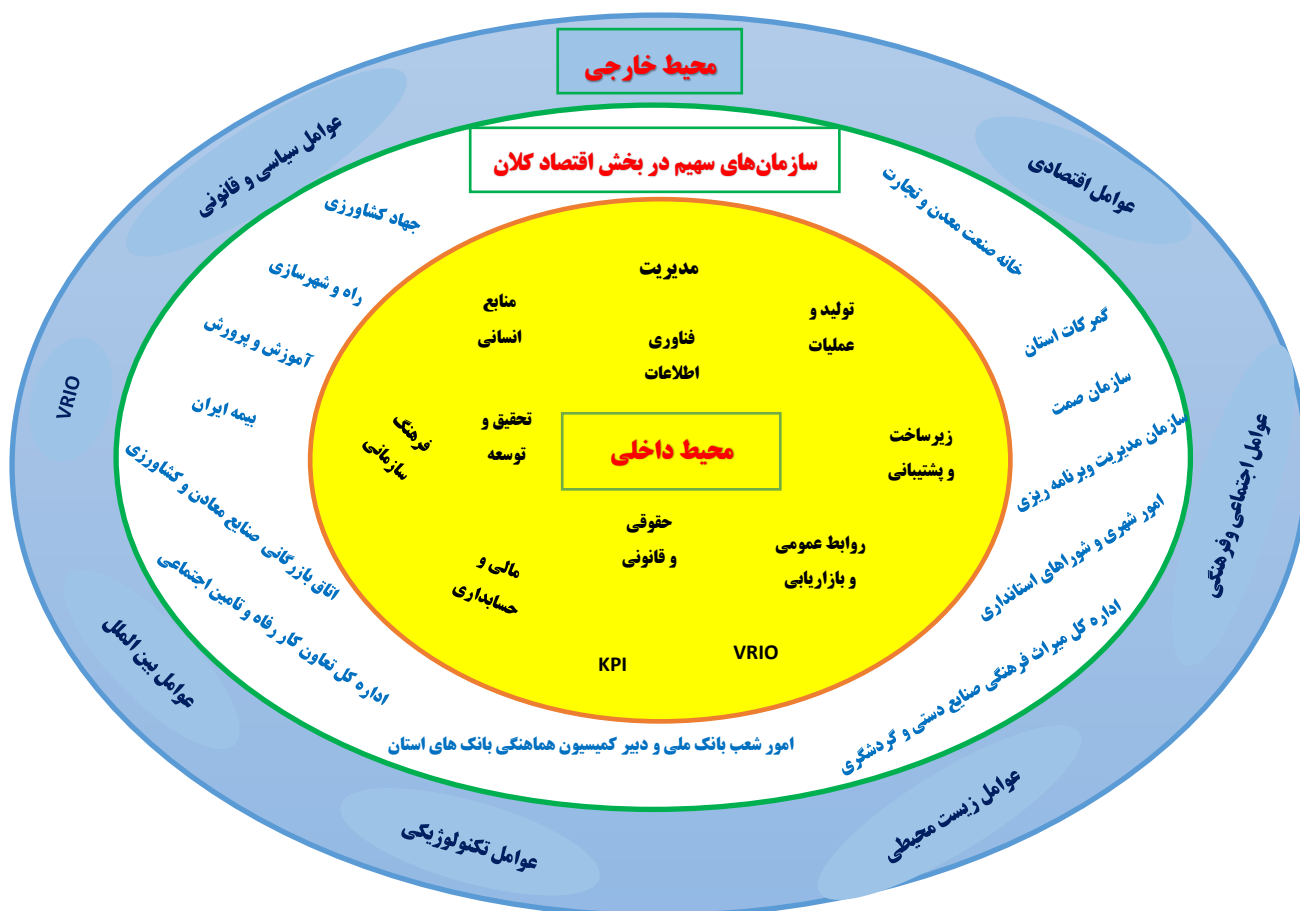 محیط خارجی
عوامل سیاسی و قانونی
عوامل اقتصادی
سازمان‌های سهیم در بخش اقتصاد کلان
خانه صنعت معدن و تجارت
جهاد کشاورزی
راه و شهرسازی
گمرکات استان
آموزش و پرورش
سازمان صمت
بیمه ایران
سازمان مدیریت وبرنامه ریزی
اتاق بازرگانی صنایع معادن و کشاورزی
امور شهری و شوراهای استانداری
اداره کل تعاون کار رفاه و تامین اجتماعی
اداره کل میراث فرهنگی صنایع دستی و گردشگری
امور شعب بانک ملی و دبیر کمیسیون هماهنگی بانک های استان
مدیریت
تولید و
عملیات
منابع
انسانی
فناوری
اطلاعات
زیرساخت
و پشتیبانی
محیط داخلی
تحقیق و
توسعه
فرهنگ
سازمانی
روابط عمومی
و بازاریابی
حقوقی
و قانونی
مالی و
حسابداری
VRIO
KPI
VRIO
عوامل اجتماعی وفرهنگی
عوامل بین الملل
عوامل زیست محیطی
عوامل تکنولوژیکی